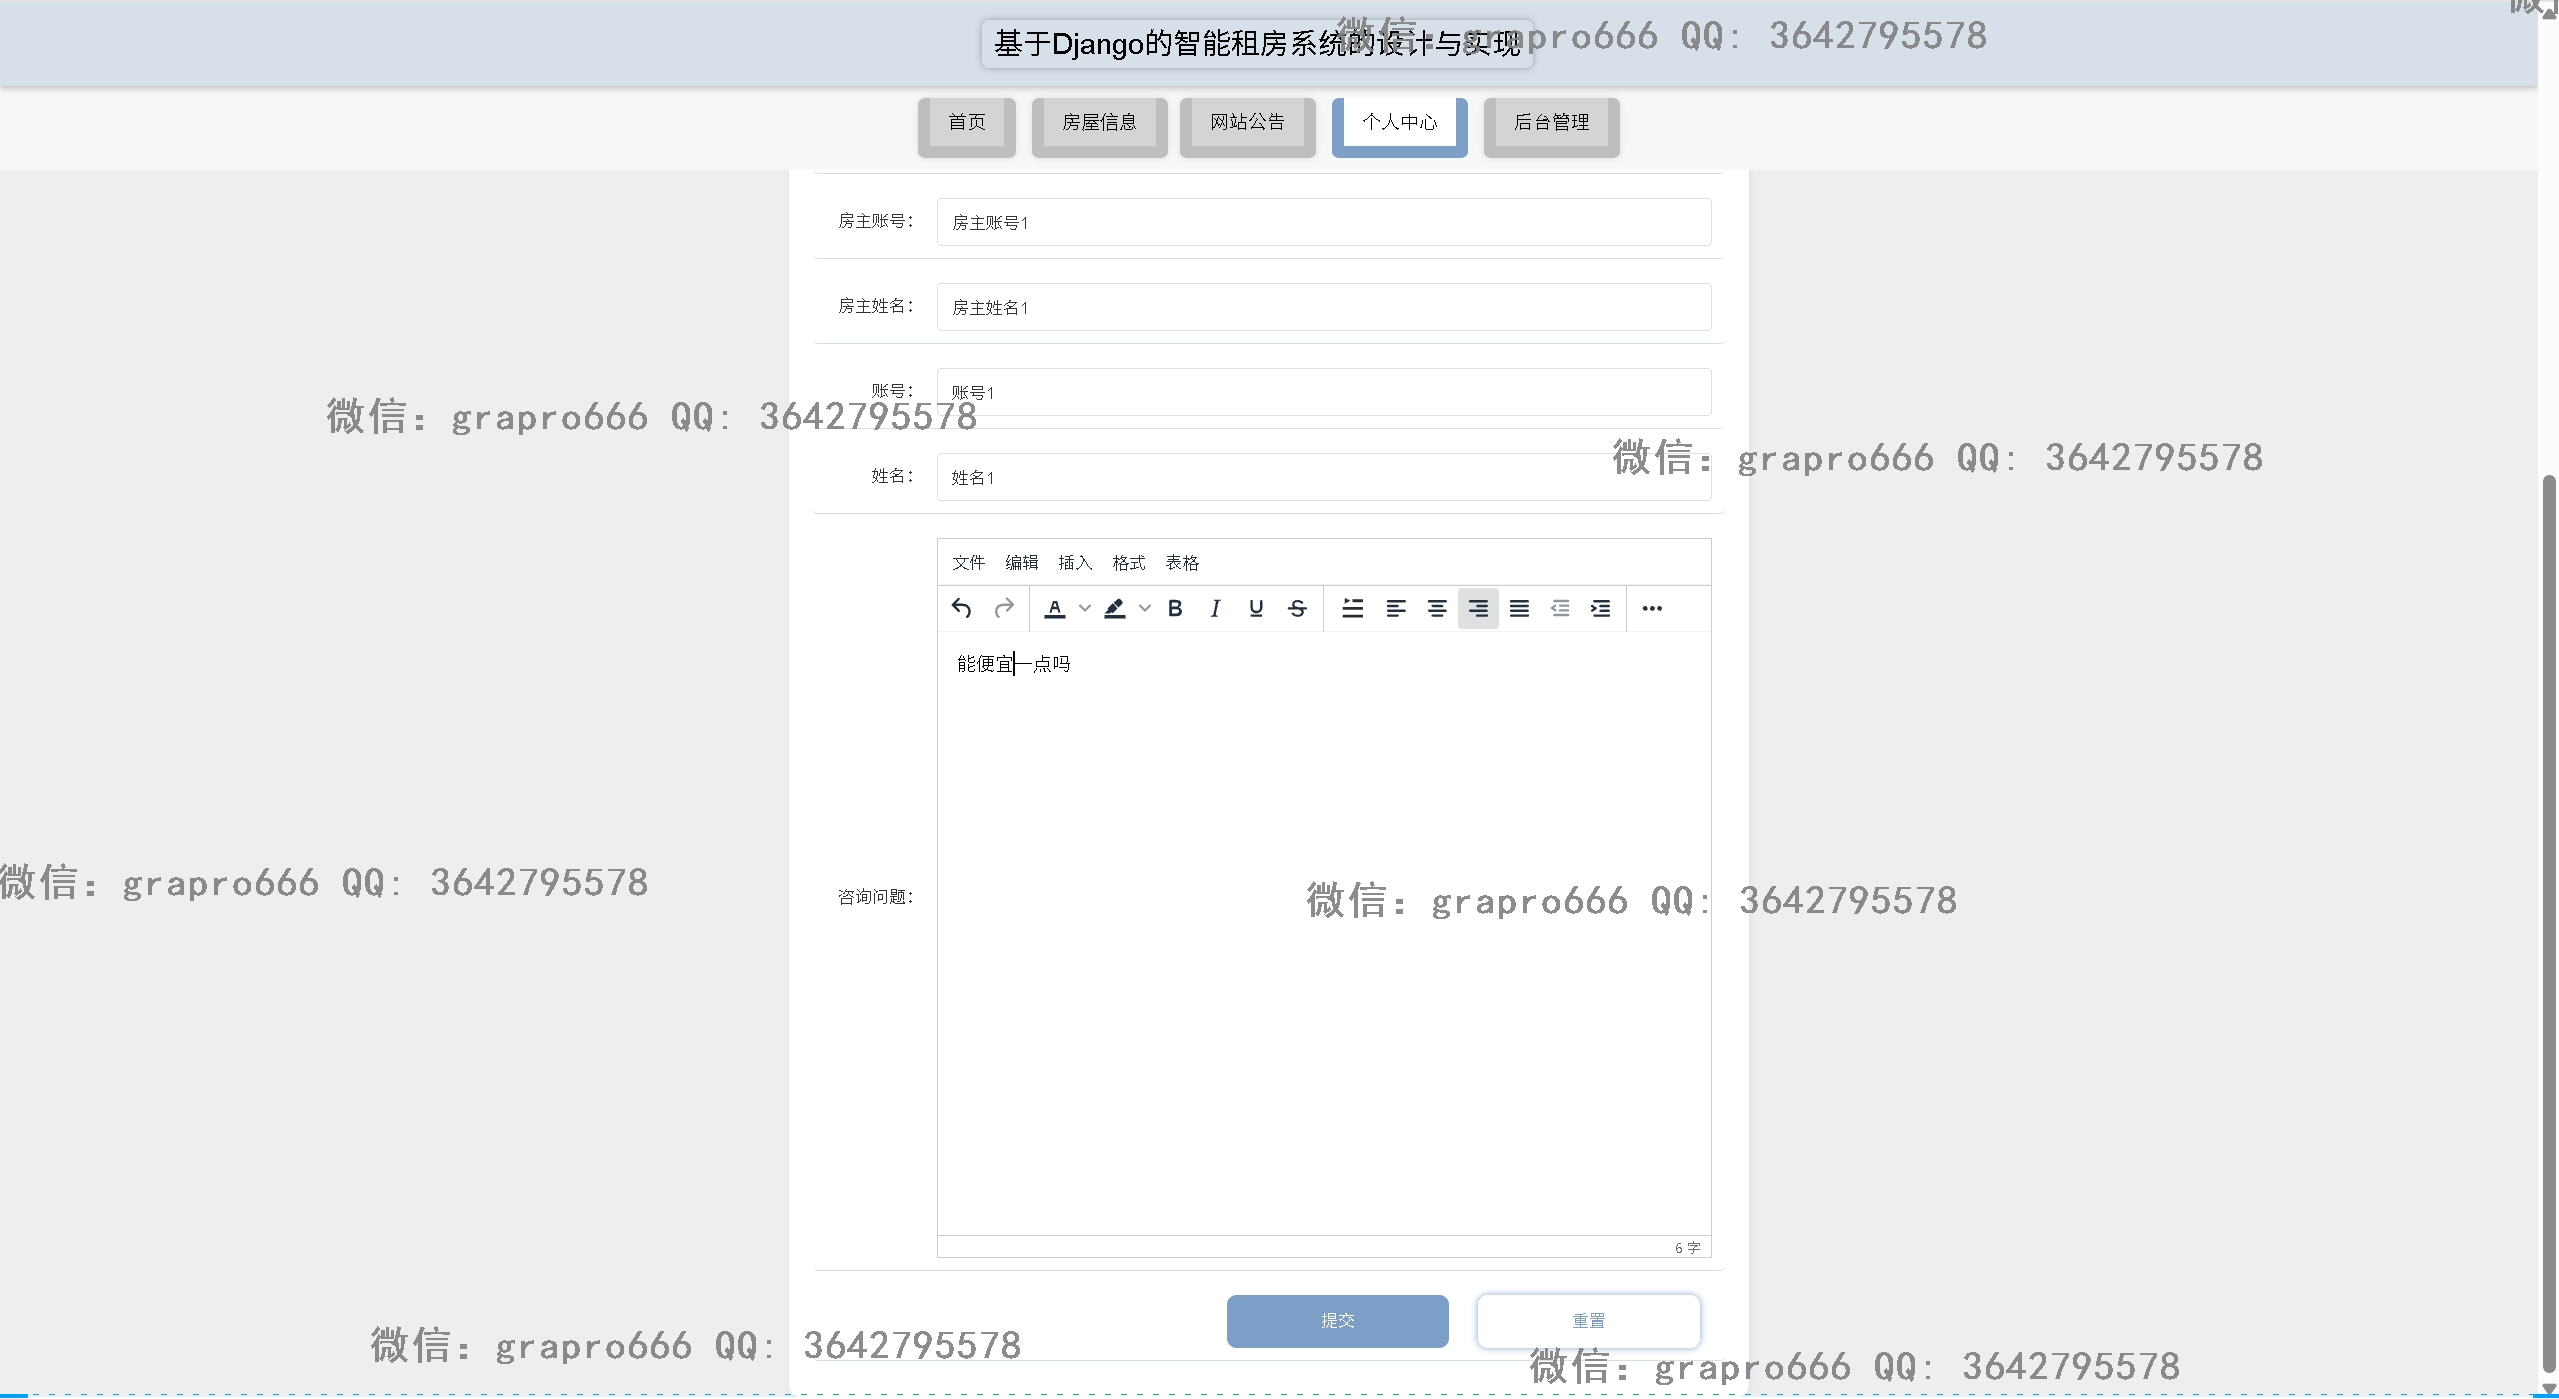 基于Django的智能租房系统的设计与实现
微信: grapro666 QQ: 3642795578
首页 房屋信息 网站公告 个人中心 后台管理
房主账号: 房主账号1
房主姓名: 房主姓名1
账号: 账号1
微信: grapro666 QQ: 3642795578
微信: grapro666 QQ: 3642795578
姓名: 姓名1
文件 编辑 插入 格式 表格
能便宜一点吗
微信: grapro666 QQ: 3642795578
咨询问题:
微信: grapro666 QQ: 3642795578
6 字
提交 重置
微信: grapro666 QQ: 3642795578
微信: grapro666 QQ: 3642795578